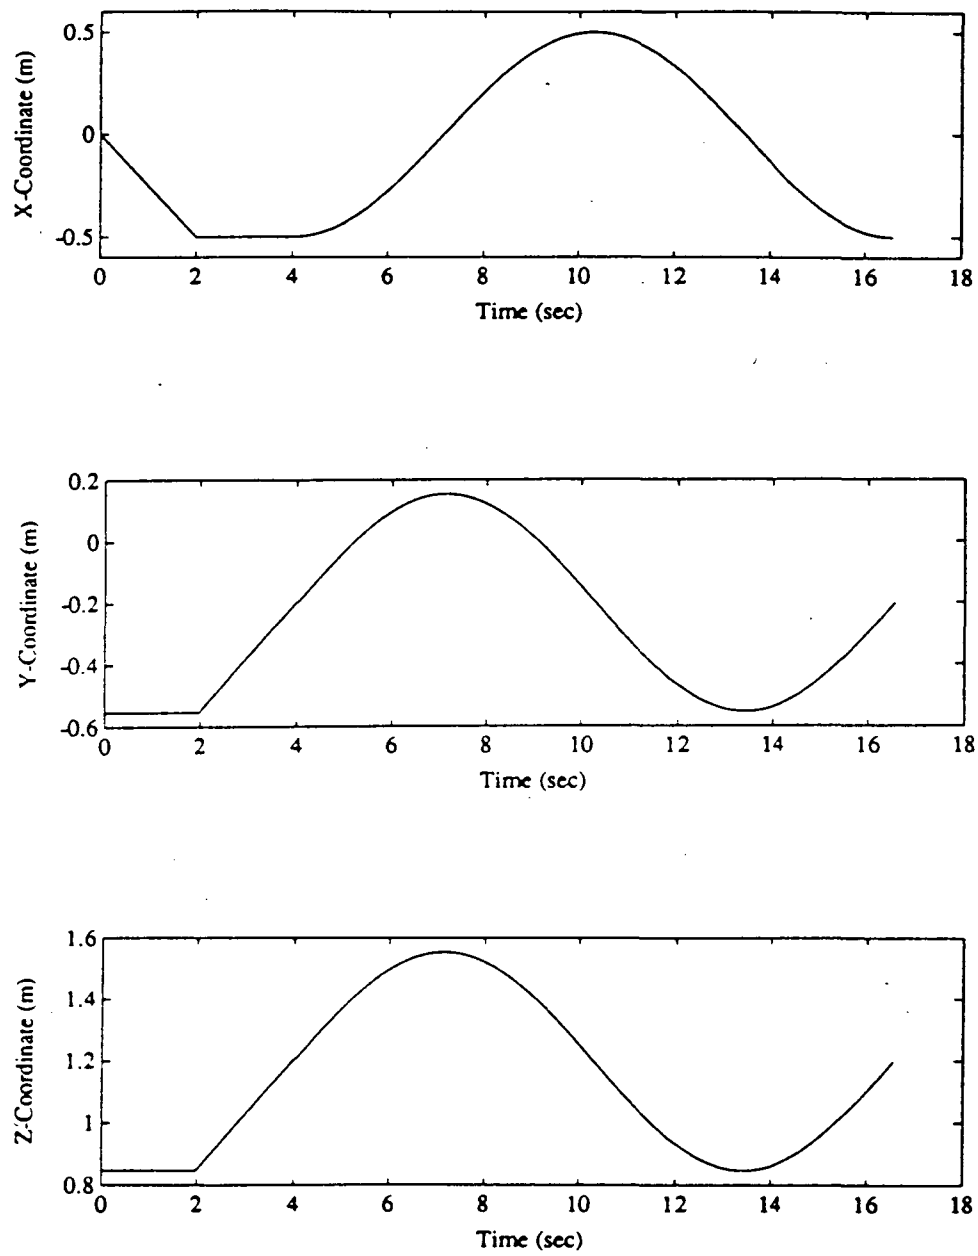 X-Coordinate (m)
0.5
0
-0.5
0 2 4 6 8 10 12 14 16 18
Time (sec)
Y-Coordinate (m)
0.2
0
-0.2
-0.4
-0.6
0 2 4 6 8 10 12 14 16 18
Time (sec)
Z-Coordinate (m)
1.6
1.4
1.2
1
0.8
0 2 4 6 8 10 12 14 16 18
Time (sec)